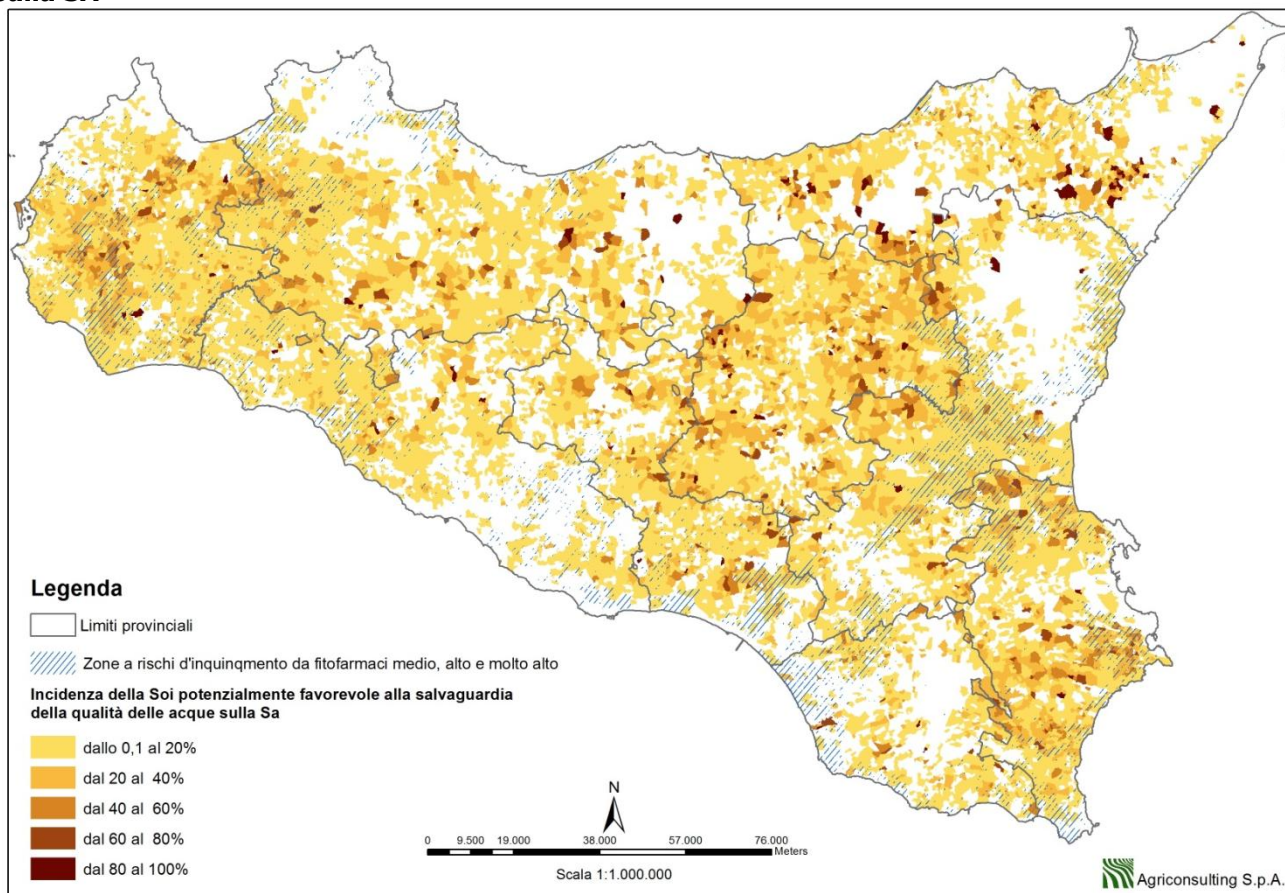 Legenda
Limiti provinciali
Zone a rischi d'inquinqmento da fitofarmaci medio, alto e molto alto
Incidenza della Soi potenzialmente favorevole alla salvaguardia
della qualità delle acque sulla Sa
dallo 0,1 al 20%
dal 20 al 40%
dal 40 al 60%
dal 60 al 80%
dal 80 al 100%
N
0 9.500 19.000 38.000 57.000 76.000
Meters
Scala 1:1.000.000
Agriconsulting S.p.A.